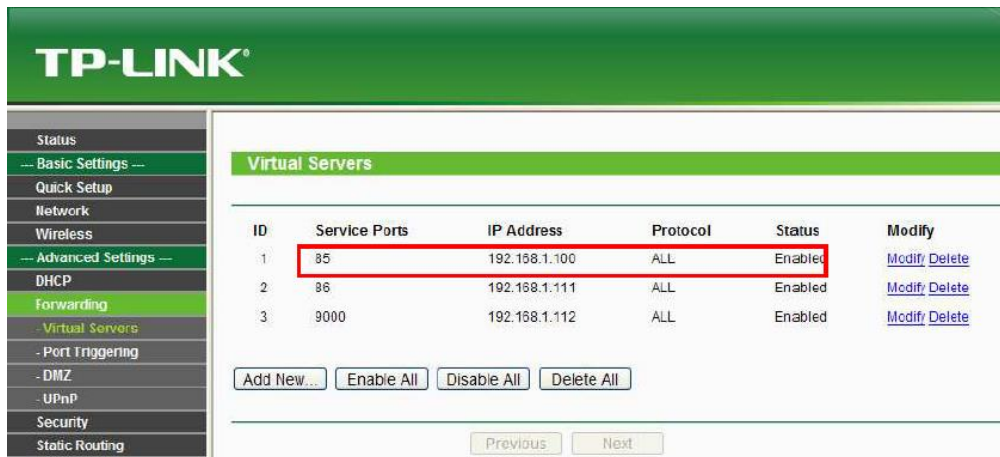 TP-LINK®
Status
--- Basic Settings ---
Quick Setup
Network
Wireless
--- Advanced Settings ---
DHCP
Forwarding
- Virtual Servers
- Port Triggering
- DMZ
- UPnP
Security
Static Routing
Virtual Servers
ID Service Ports IP Address Protocol Status Modify
1 85 192.168.1.100 ALL Enabled Modify Delete
2 86 192.168.1.111 ALL Enabled Modify Delete
3 9000 192.168.1.112 ALL Enabled Modify Delete
Add New... Enable All Disable All Delete All
Previous Next